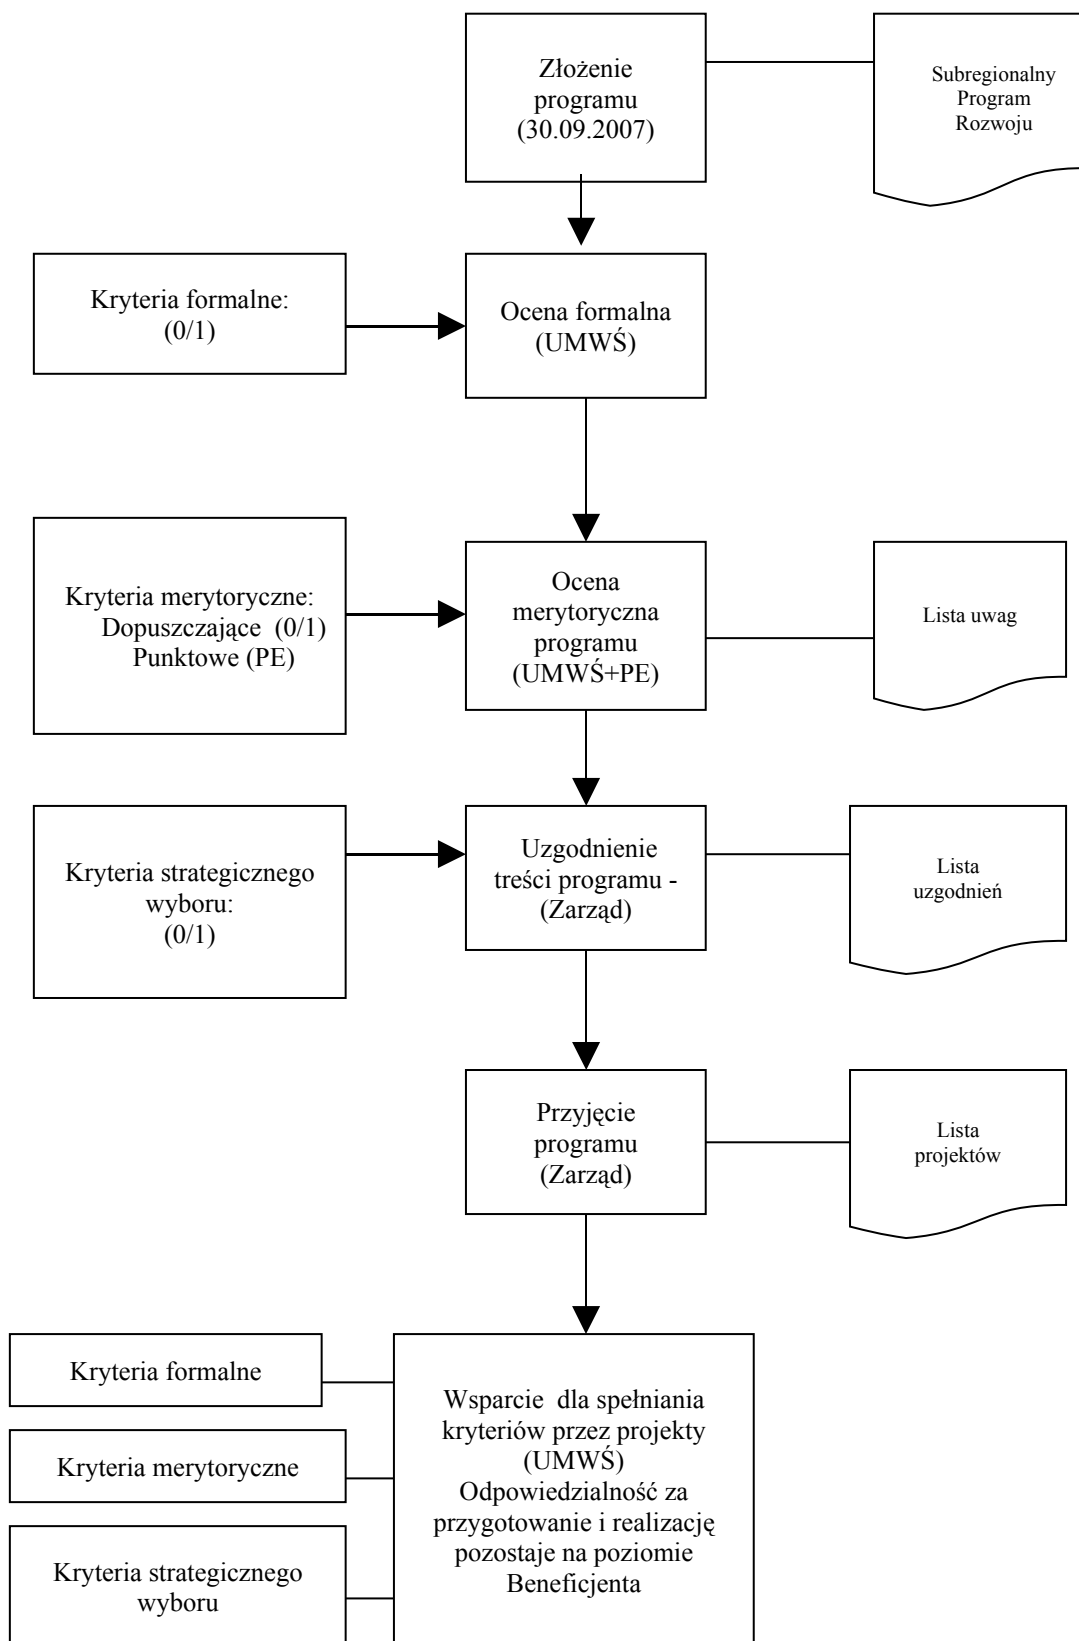 Złożenie
programu
(30.09.2007)
Subregionalny
Program
Rozwoju
Kryteria formalne:
(0/1)
Ocena formalna
(UMWŚ)
Kryteria merytoryczne:
Dopuszczające (0/1)
Punktowe (PE)
Ocena
merytoryczna
programu
(UMWŚ+PE)
Lista uwag
Kryteria strategicznego
wyboru:
(0/1)
Uzgodnienie
treści programu -
(Zarząd)
Lista
uzgodnień
Przyjęcie
programu
(Zarząd)
Lista
projektów
Kryteria formalne
Kryteria merytoryczne
Kryteria strategicznego
wyboru
Wsparcie dla spełniania
kryteriów przez projekty
(UMWŚ)
Odpowiedzialność za
przygotowanie i realizację
pozostaje na poziomie
Beneficjenta